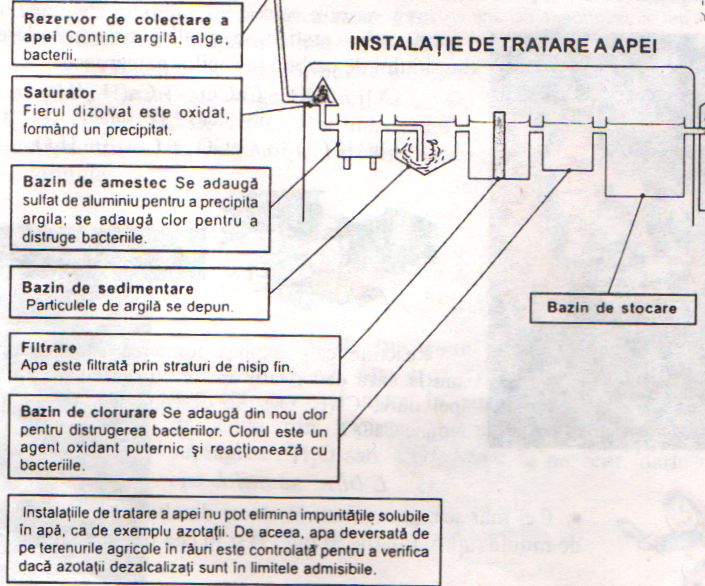 Rezervor de colectare a
apei Conține argilă, alge,
bacterii.
INSTALAȚIE DE TRATARE A APEI
Saturator
Fierul dizolvat este oxidat,
formând un precipitat.
Bazin de amestec Se adaugă
sulfat de aluminiu pentru a precipita
argila; se adaugă clor pentru a
distruge bacteriile.
Bazin de sedimentare
Particulele de argilă se depun.
Bazin de stocare
Filtrare
Apa este filtrată prin straturi de nisip fin.
Bazin de clorurare Se adaugă din nou clor
pentru distrugerea bacteriilor. Clorul este un
agent oxidant puternic și reacționează cu
bacteriile.
Instalațiile de tratare a apei nu pot elimina impuritățile solubile
în apă, ca de exemplu azotații. De aceea, apa deversată de
pe terenurile agricole în râuri este controlată pentru a verifica
dacă azotații dezalcalizați sunt în limitele admisibile.